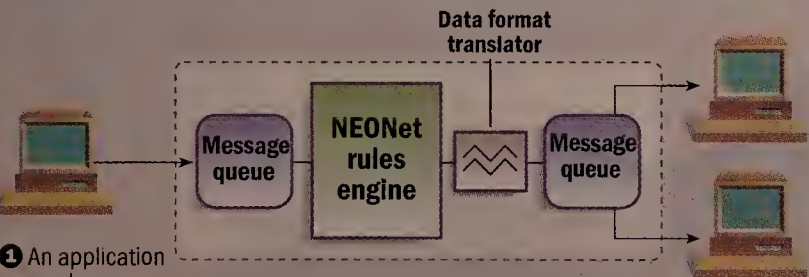 Data format
translator
Message
queue
NEONet
rules
engine
Message
queue
❶ An application